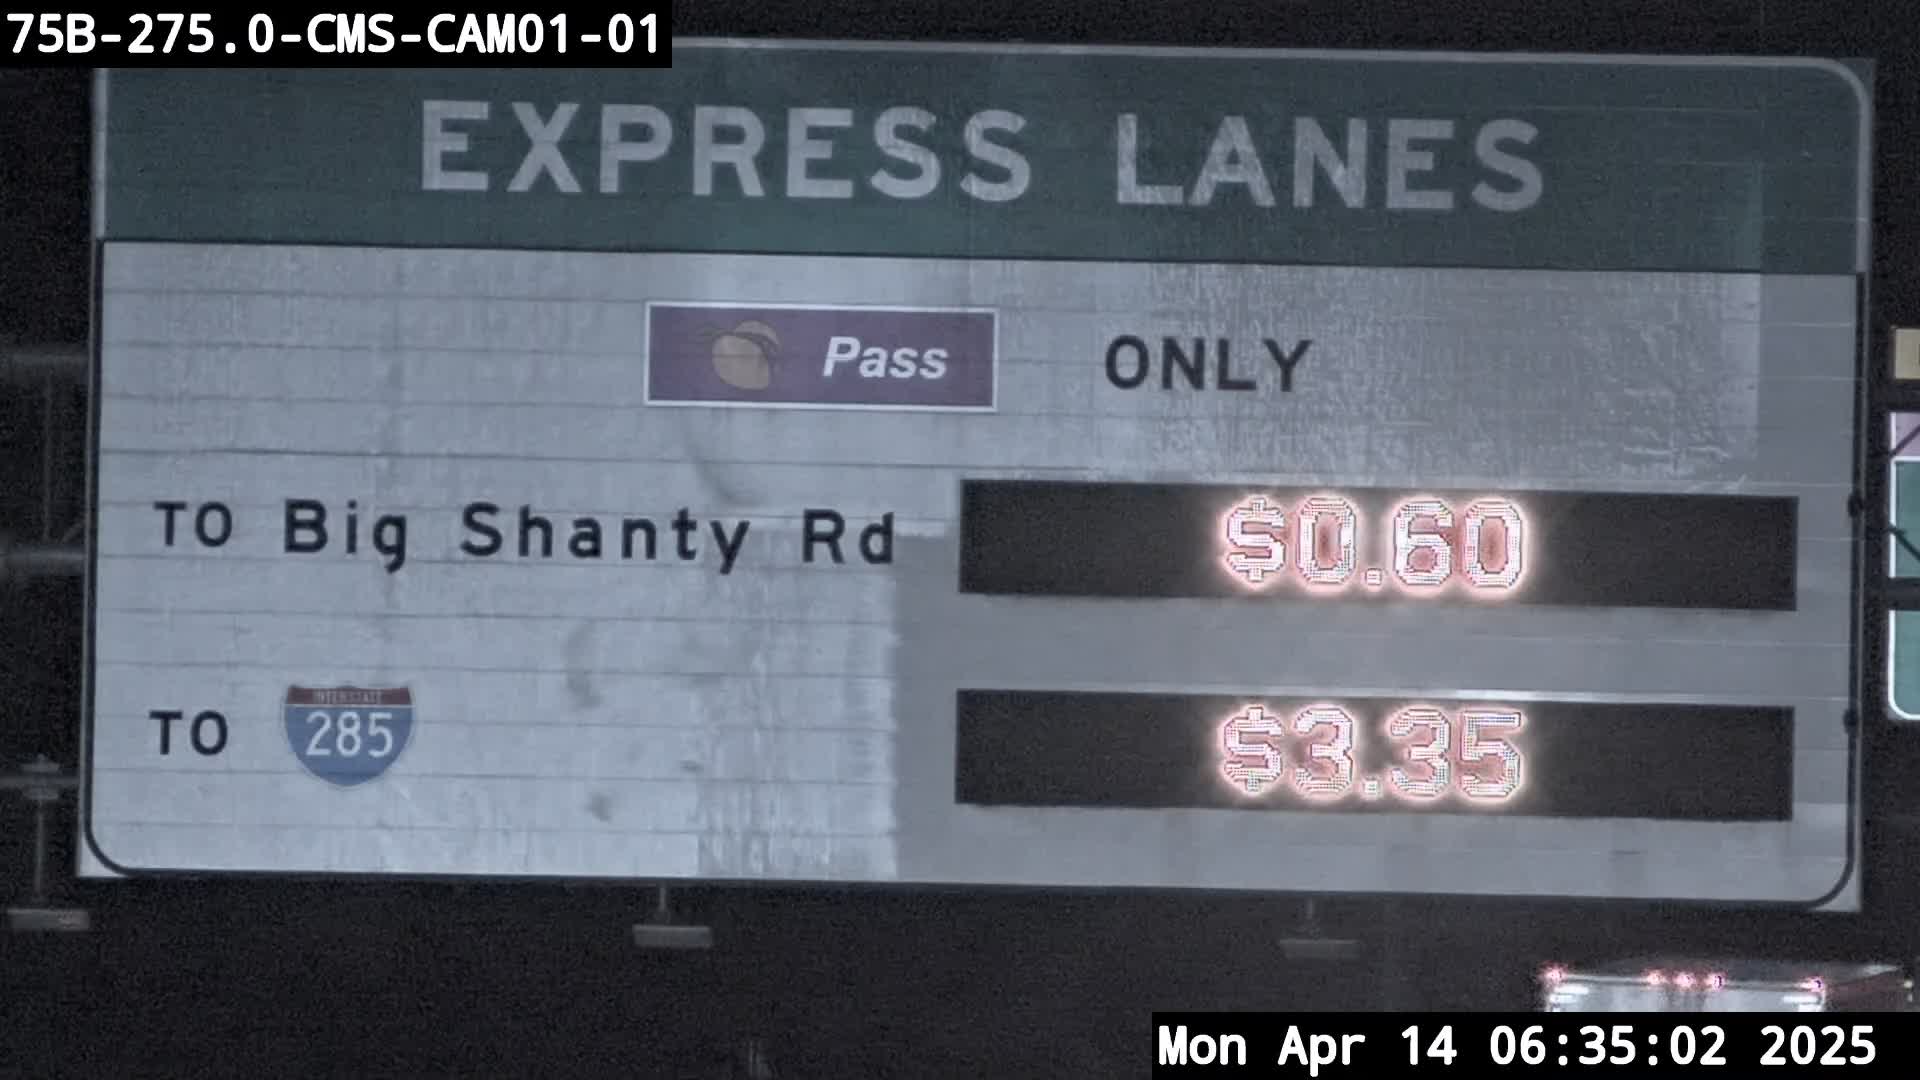 75B-275.0-CMS-CAM01-01
EXPRESS LANES
Pass ONLY
TO Big Shanty Rd $0.60
INTERSTATE
TO 285 $3.35
Mon Apr 14 06:35:02 2025